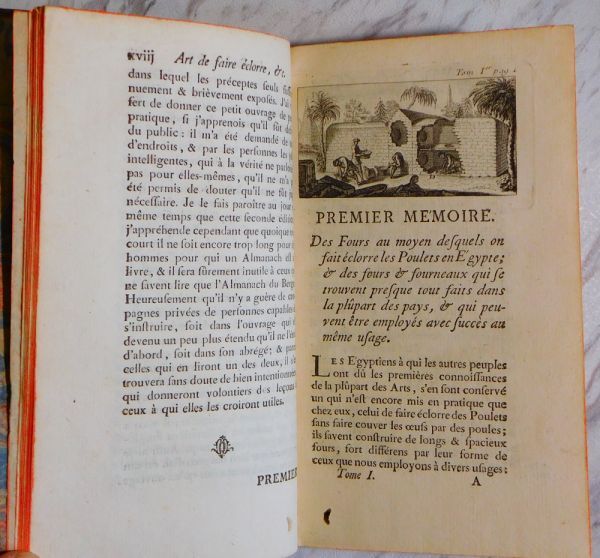 xviij Art de faire éclorre, &c.
dans lequel les préceptes seuls
nuement & brièvement exposés. J'ai
fert de donner ce petit ouvrage de
pratique, si j'apprenois qu'il fût
du public: il m'a été demandé de
d'endroits, & par les personnes les
intelligentes, qui à la vérité ne
pas pour elles-mêmes, qu'il ne m'a
été permis de douter qu'il ne fût
nécessaire. Je le fais paroître au
même temps que cette seconde
j'appréhende cependant que quoique
court il ne soit encore trop long
hommes pour qui un Almanach est
livre, & il sera sûrement inutile à ceux
ne savent lire que l'Almanach du
Heureusement qu'il n'y a guère de
pagnes privées de personnes capables
s'instruire, soit dans l'ouvrage qui
devenu un peu plus étendu qu'il ne
d'abord, soit dans son abrégé; &
celles qui en liront un des deux, il
trouvera sans doute de bien intentionnées
qui donneront volontiers des leçons
ceux à qui elles les croiront utiles.
PREMIER
Tom I.er pag
PREMIER MÉMOIRE.
Des Fours au moyen desquels on
fait éclorre les Poulets en Égypte;
& des fours & fourneaux qui se
trouvent presque tout faits dans
la plûpart des pays, & qui peu-
vent être employés avec succès au
même usage.
LES Égyptiens à qui les autres peuples
ont dû les premières connoissances
de la plûpart des Arts, s'en sont conservé
un qui n'est encore mis en pratique que
chez eux, celui de faire éclorre des Poulets
sans faire couver les œufs par des poules;
ils savent construire de longs & spacieux
fours, fort différens par leur forme de
ceux que nous employons à divers usages:
Tome I. A